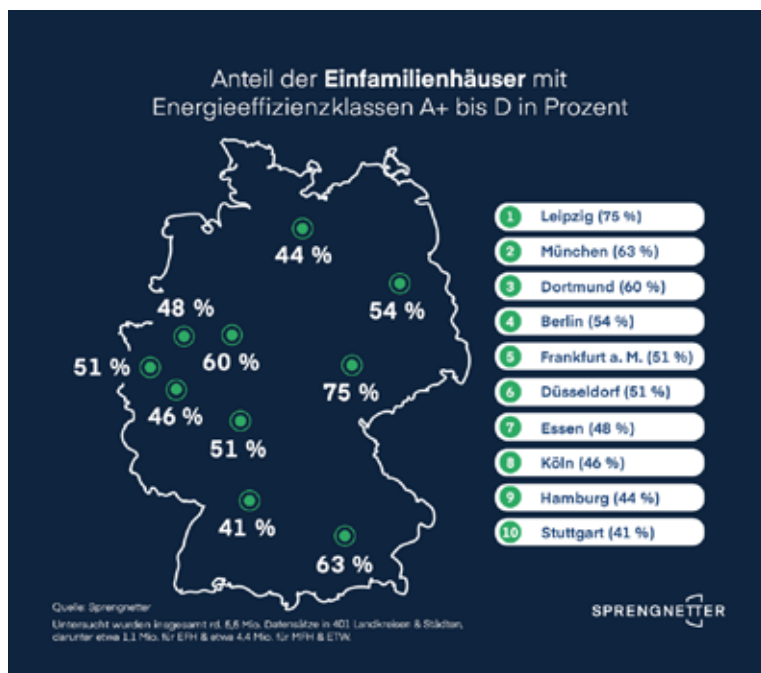 Anteil der Einfamilienhäuser mit
Energieeffizienzklassen A+ bis D in Prozent
44 %
54 %
48 %
60 %
51 %
75 %
46 %
51 %
41 %
63 %
1 Leipzig (75 %)
2 München (63 %)
3 Dortmund (60 %)
4 Berlin (54 %)
5 Frankfurt a. M. (51 %)
6 Düsseldorf (51 %)
7 Essen (48 %)
8 Köln (46 %)
9 Hamburg (44 %)
10 Stuttgart (41 %)
Quelle: Sprengnetter
Untersucht wurden insgesamt rd. 5,5 Mio. Datensätze in 401 Landkreisen & Städten,
darunter etwa 1,1 Mio. für EFH & etwa 4,4 Mio. für MFH & ETW.
SPRENGNETTER